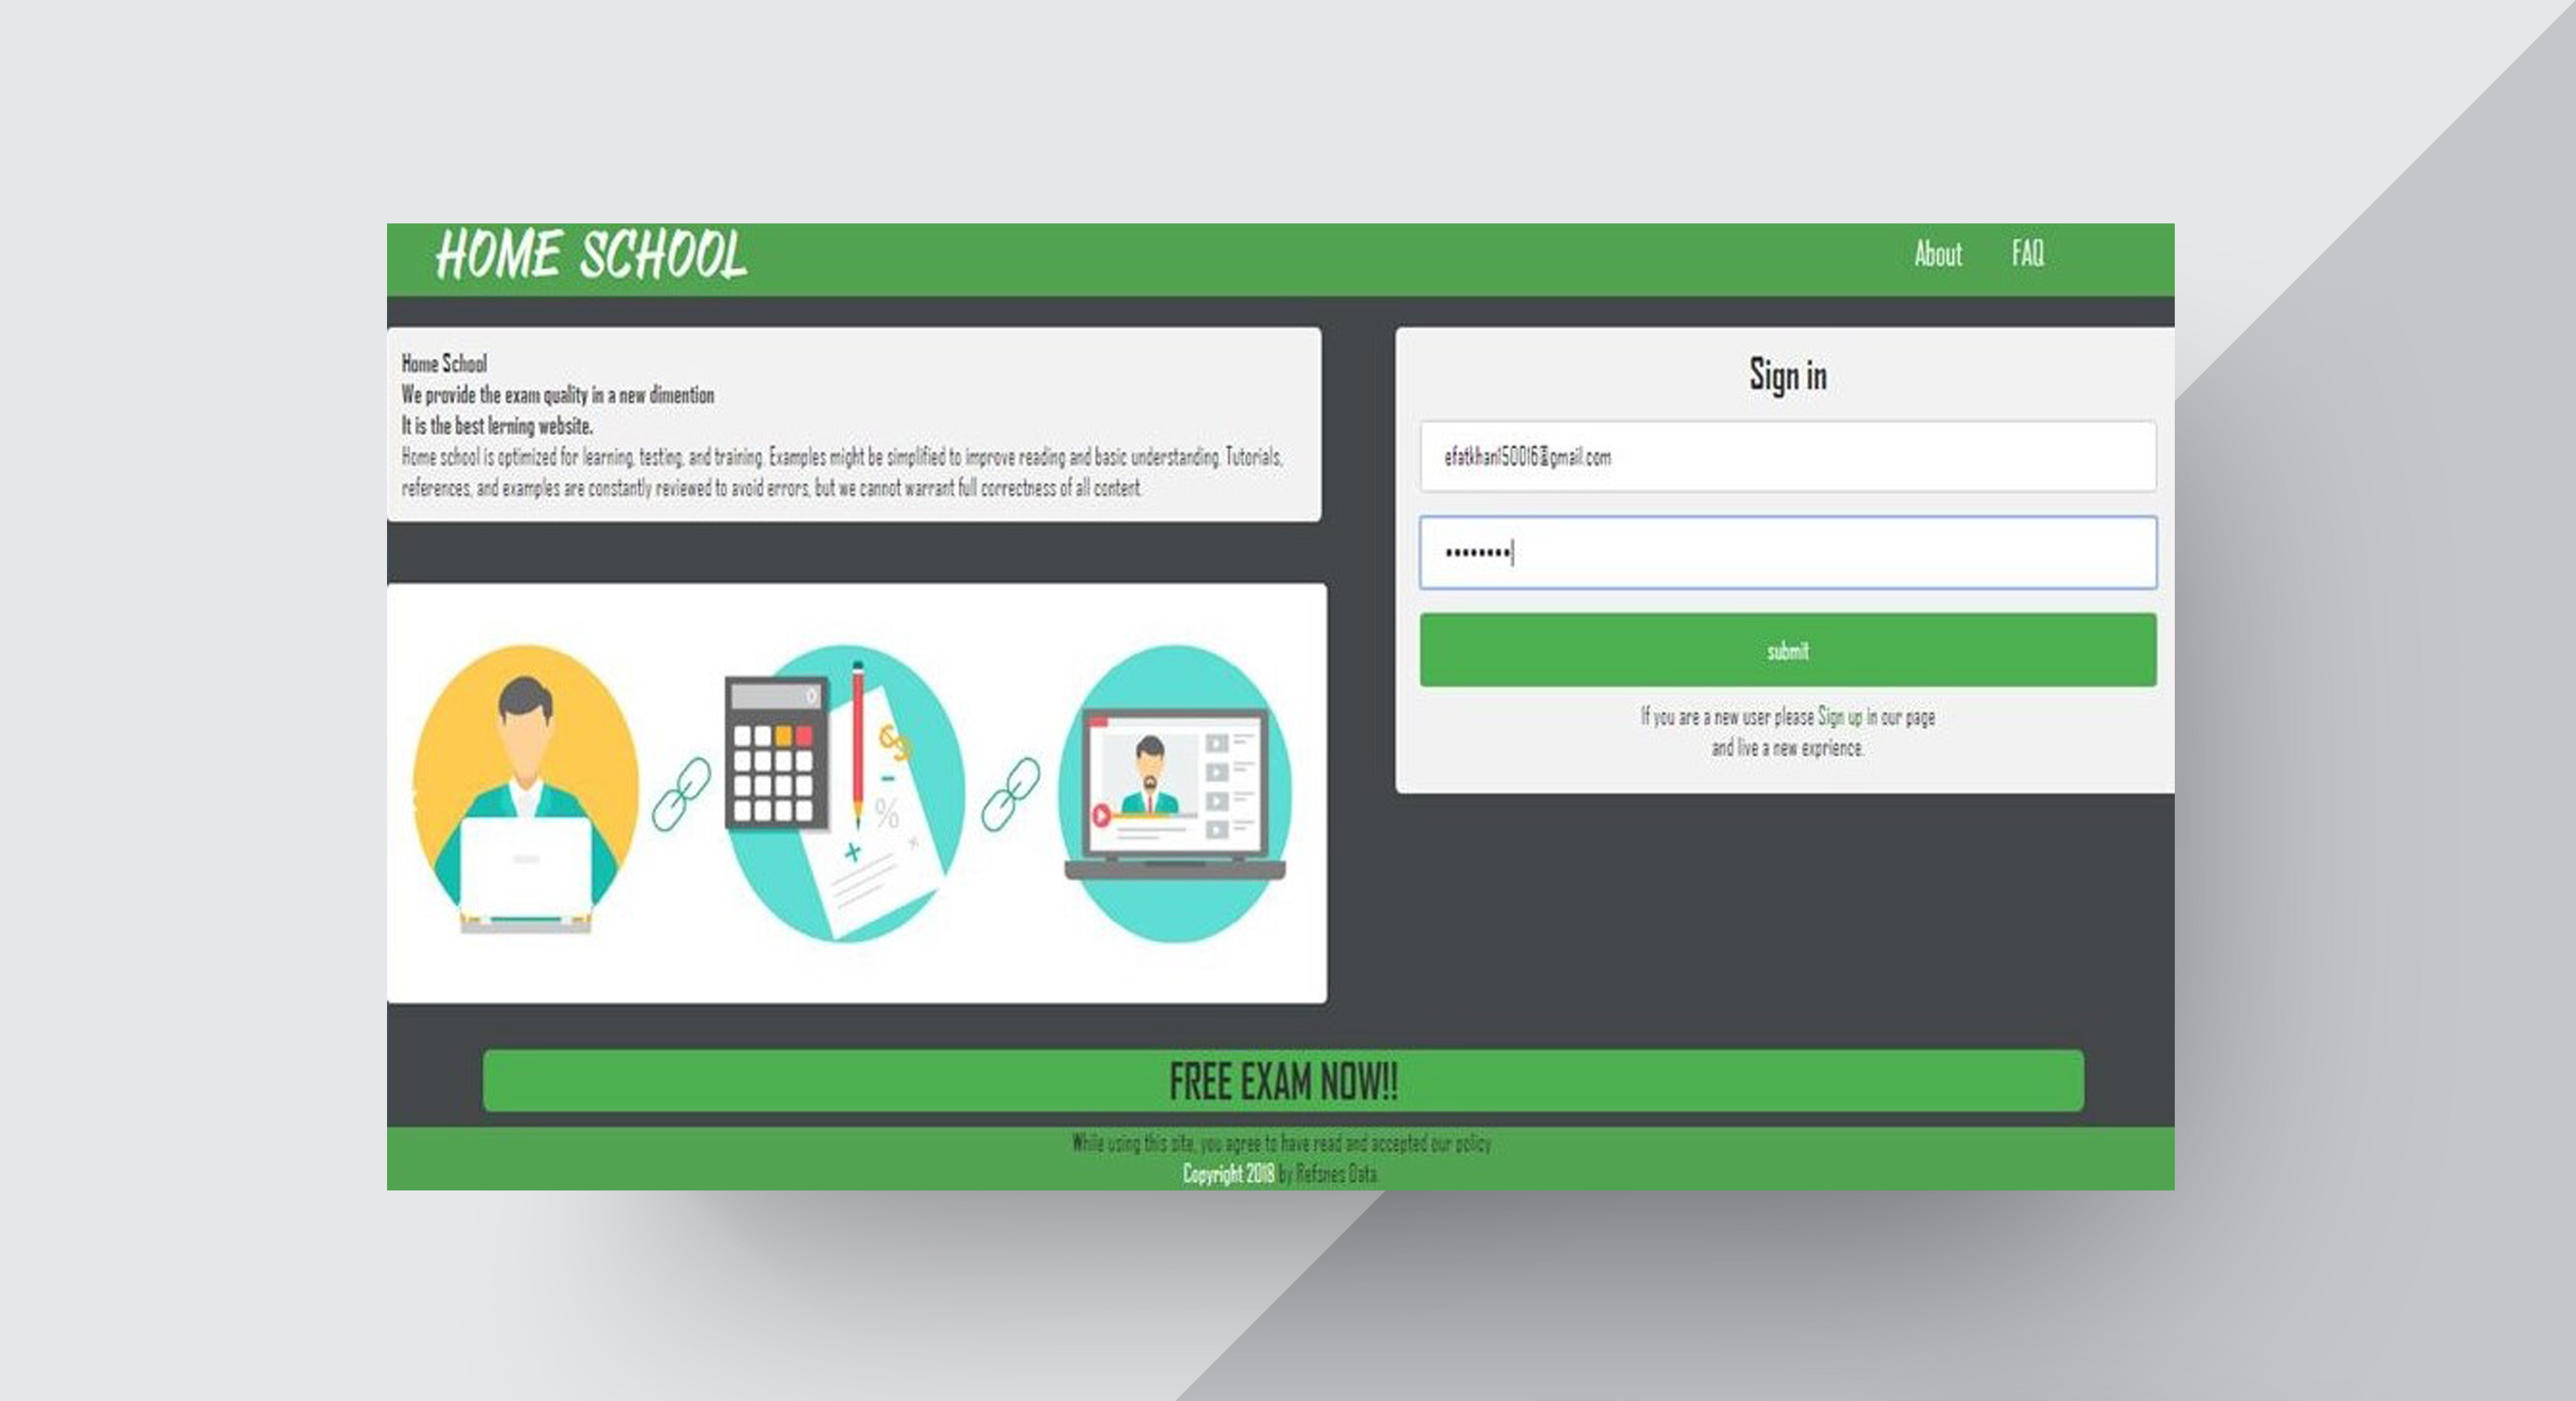 HOME SCHOOL
About FAQ
Home School
We provide the exam quality in a new dimention
It is the best lerning website.
Home school is optimized for learning, testing, and training. Examples might be simplified to improve reading and basic understanding. Tutorials,
references, and examples are constantly reviewed to avoid errors, but we cannot warrant full correctness of all content.
Sign in
efatkhani50016@gmail.com
••••••••
submit
If you are a new user please Sign up in our page
and live a new exprience.
0
$
-
%
+
×
FREE EXAM NOW!!
While using this site, you agree to have read and accepted our policy
Copyright 2018 by Refsnes Data.